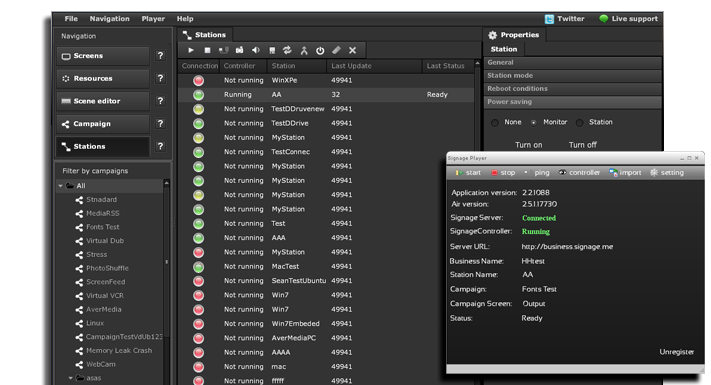 File Navigation Player Help Twitter Live support
Navigation
Screens ?
Resources ?
Scene editor ?
Campaign ?
Stations ?
Filter by campaigns
All
Stnadard
MediaRSS
Fonts Test
Virtual Dub
Stress
PhotoShuffle
ScreenFeed
Virtual VCR
AverMedia
Linux
CampaignTestVdUb123
Memory Leak Crash
WebCam
asas
Stations
Connection Controller Station Last Update Last Status
Not running WinXPe 49941
Running AA 32 Ready
Not running TestDDruvenew 49941
Not running TestDDrive 49941
Not running MyStation 49941
Not running TestConnec 49941
Not running MyStation 49941
Not running MyStation 49941
Not running MyStation 49941
Not running MyStation 49941
Not running Test 49941
Not running AAA 49941
Not running MyStation 49941
Not running MacTest 49941
Not running SeanTestUbuntu 49941
Not running Win7 49941
Not running Win7 49941
Not running Win7Embeded 49941
Not running AverMediaPC 49941
Not running AAAA 49941
Not running mac 49941
Not running fffff 49941
Properties
Station
General
Station mode
Reboot conditions
Power saving
None Monitor Station
Turn on Turn off
Signage Player
start stop ping controller import setting
Application version: 2.2.1088
Air version: 2.5.1.17730
Signage Server: Connected
SignageController: Running
Server URL: http://business.signage.me
Business Name: HHtest
Station Name: AA
Campaign: Fonts Test
Campaign Screen: Output
Status: Ready
Unregister